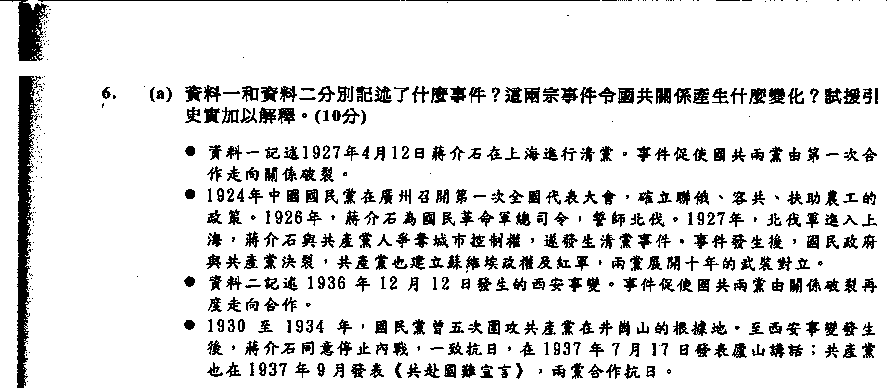 6. (a) 資料一和資料二分別記述了什麼事件？這兩宗事件令國共關係產生什麼變化？試援引
史實加以解釋。(10分)
● 資料一記述1927年4月12日蔣介石在上海進行清黨。事件促使國共兩黨由第一次合
作走向關係破裂。
● 1924年中國國民黨在廣州召開第一次全國代表大會，確立聯俄、容共、扶助農工的
政策。1926年，蔣介石為國民革命軍總司令，誓師北伐。1927年，北伐軍進入上
海，蔣介石與共產黨人爭奪城市控制權，遂發生清黨事件。事件發生後，國民政府
與共產黨決裂，共產黨也建立蘇維埃政權及紅軍，兩黨展開十年的武裝對立。
● 資料二記述 1936 年 12 月 12 日發生的西安事變。事件促使國共兩黨由關係破裂再
度走向合作。
● 1930 至 1934 年，國民黨曾五次圍攻共產黨在井崗山的根據地。至西安事變發生
後，蔣介石同意停止內戰，一致抗日，在 1937 年 7 月 17 日發表廬山講話；共產黨
也在 1937 年 9 月發表《共赴國難宣言》，兩黨合作抗日。